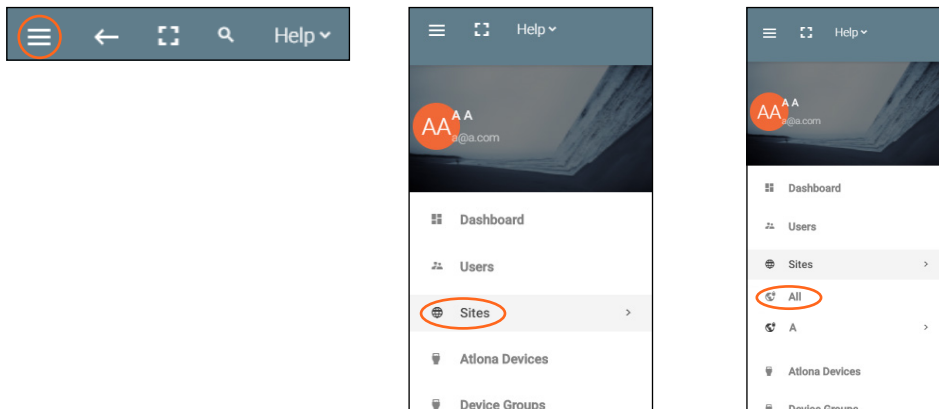 Help
Help
AA
A A
a@a.com
Dashboard
Users
Sites
Atlona Devices
Device Groups
Help
AA
A A
a@a.com
Dashboard
Users
Sites
All
A
Atlona Devices
Device Groups